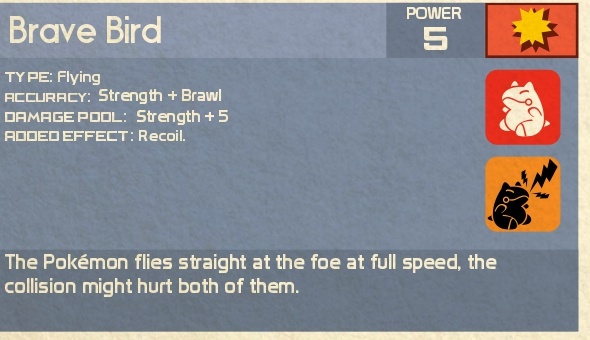 Brave Bird
POWER
5
TYPE: Flying
ACCURACY: Strength + Brawl
DAMAGE POOL: Strength + 5
ADDED EFFECT: Recoil.
The Pokémon flies straight at the foe at full speed, the
collision might hurt both of them.